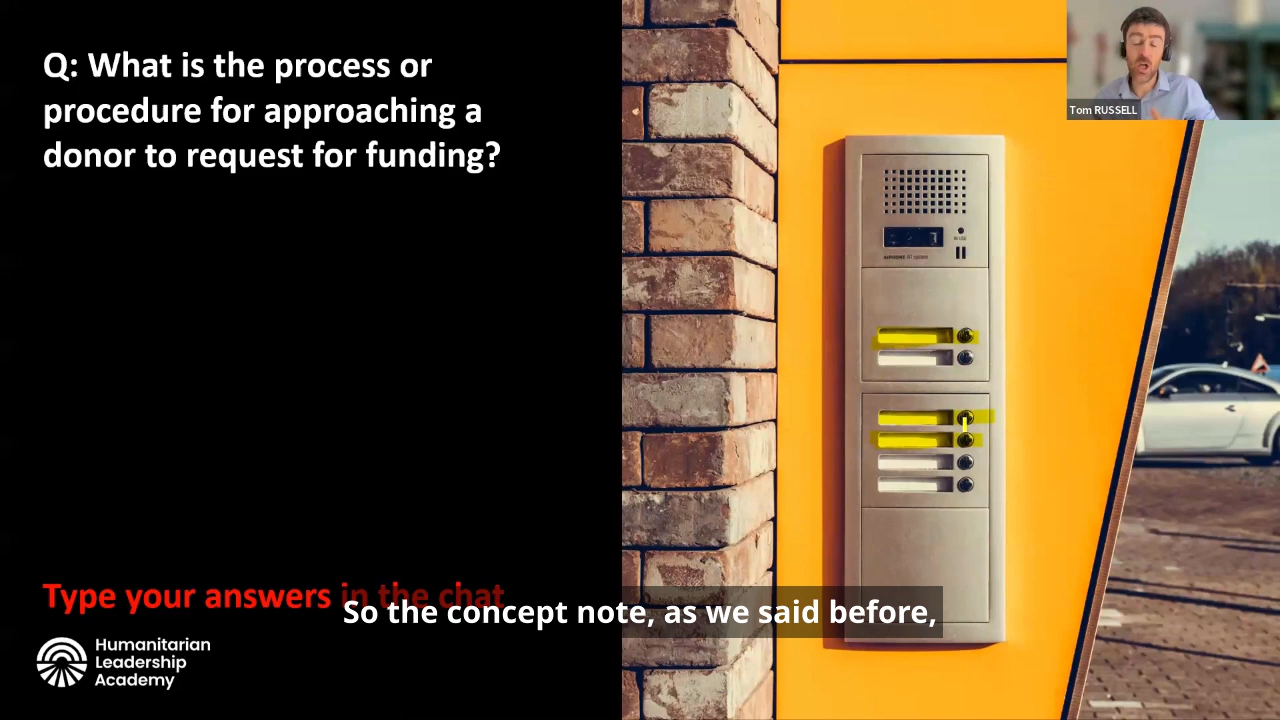 Q: What is the process or
procedure for approaching a
donor to request for funding?
Tom RUSSELL
Type your answers in the chat
So the concept note, as we said before,
Humanitarian
Leadership
Academy